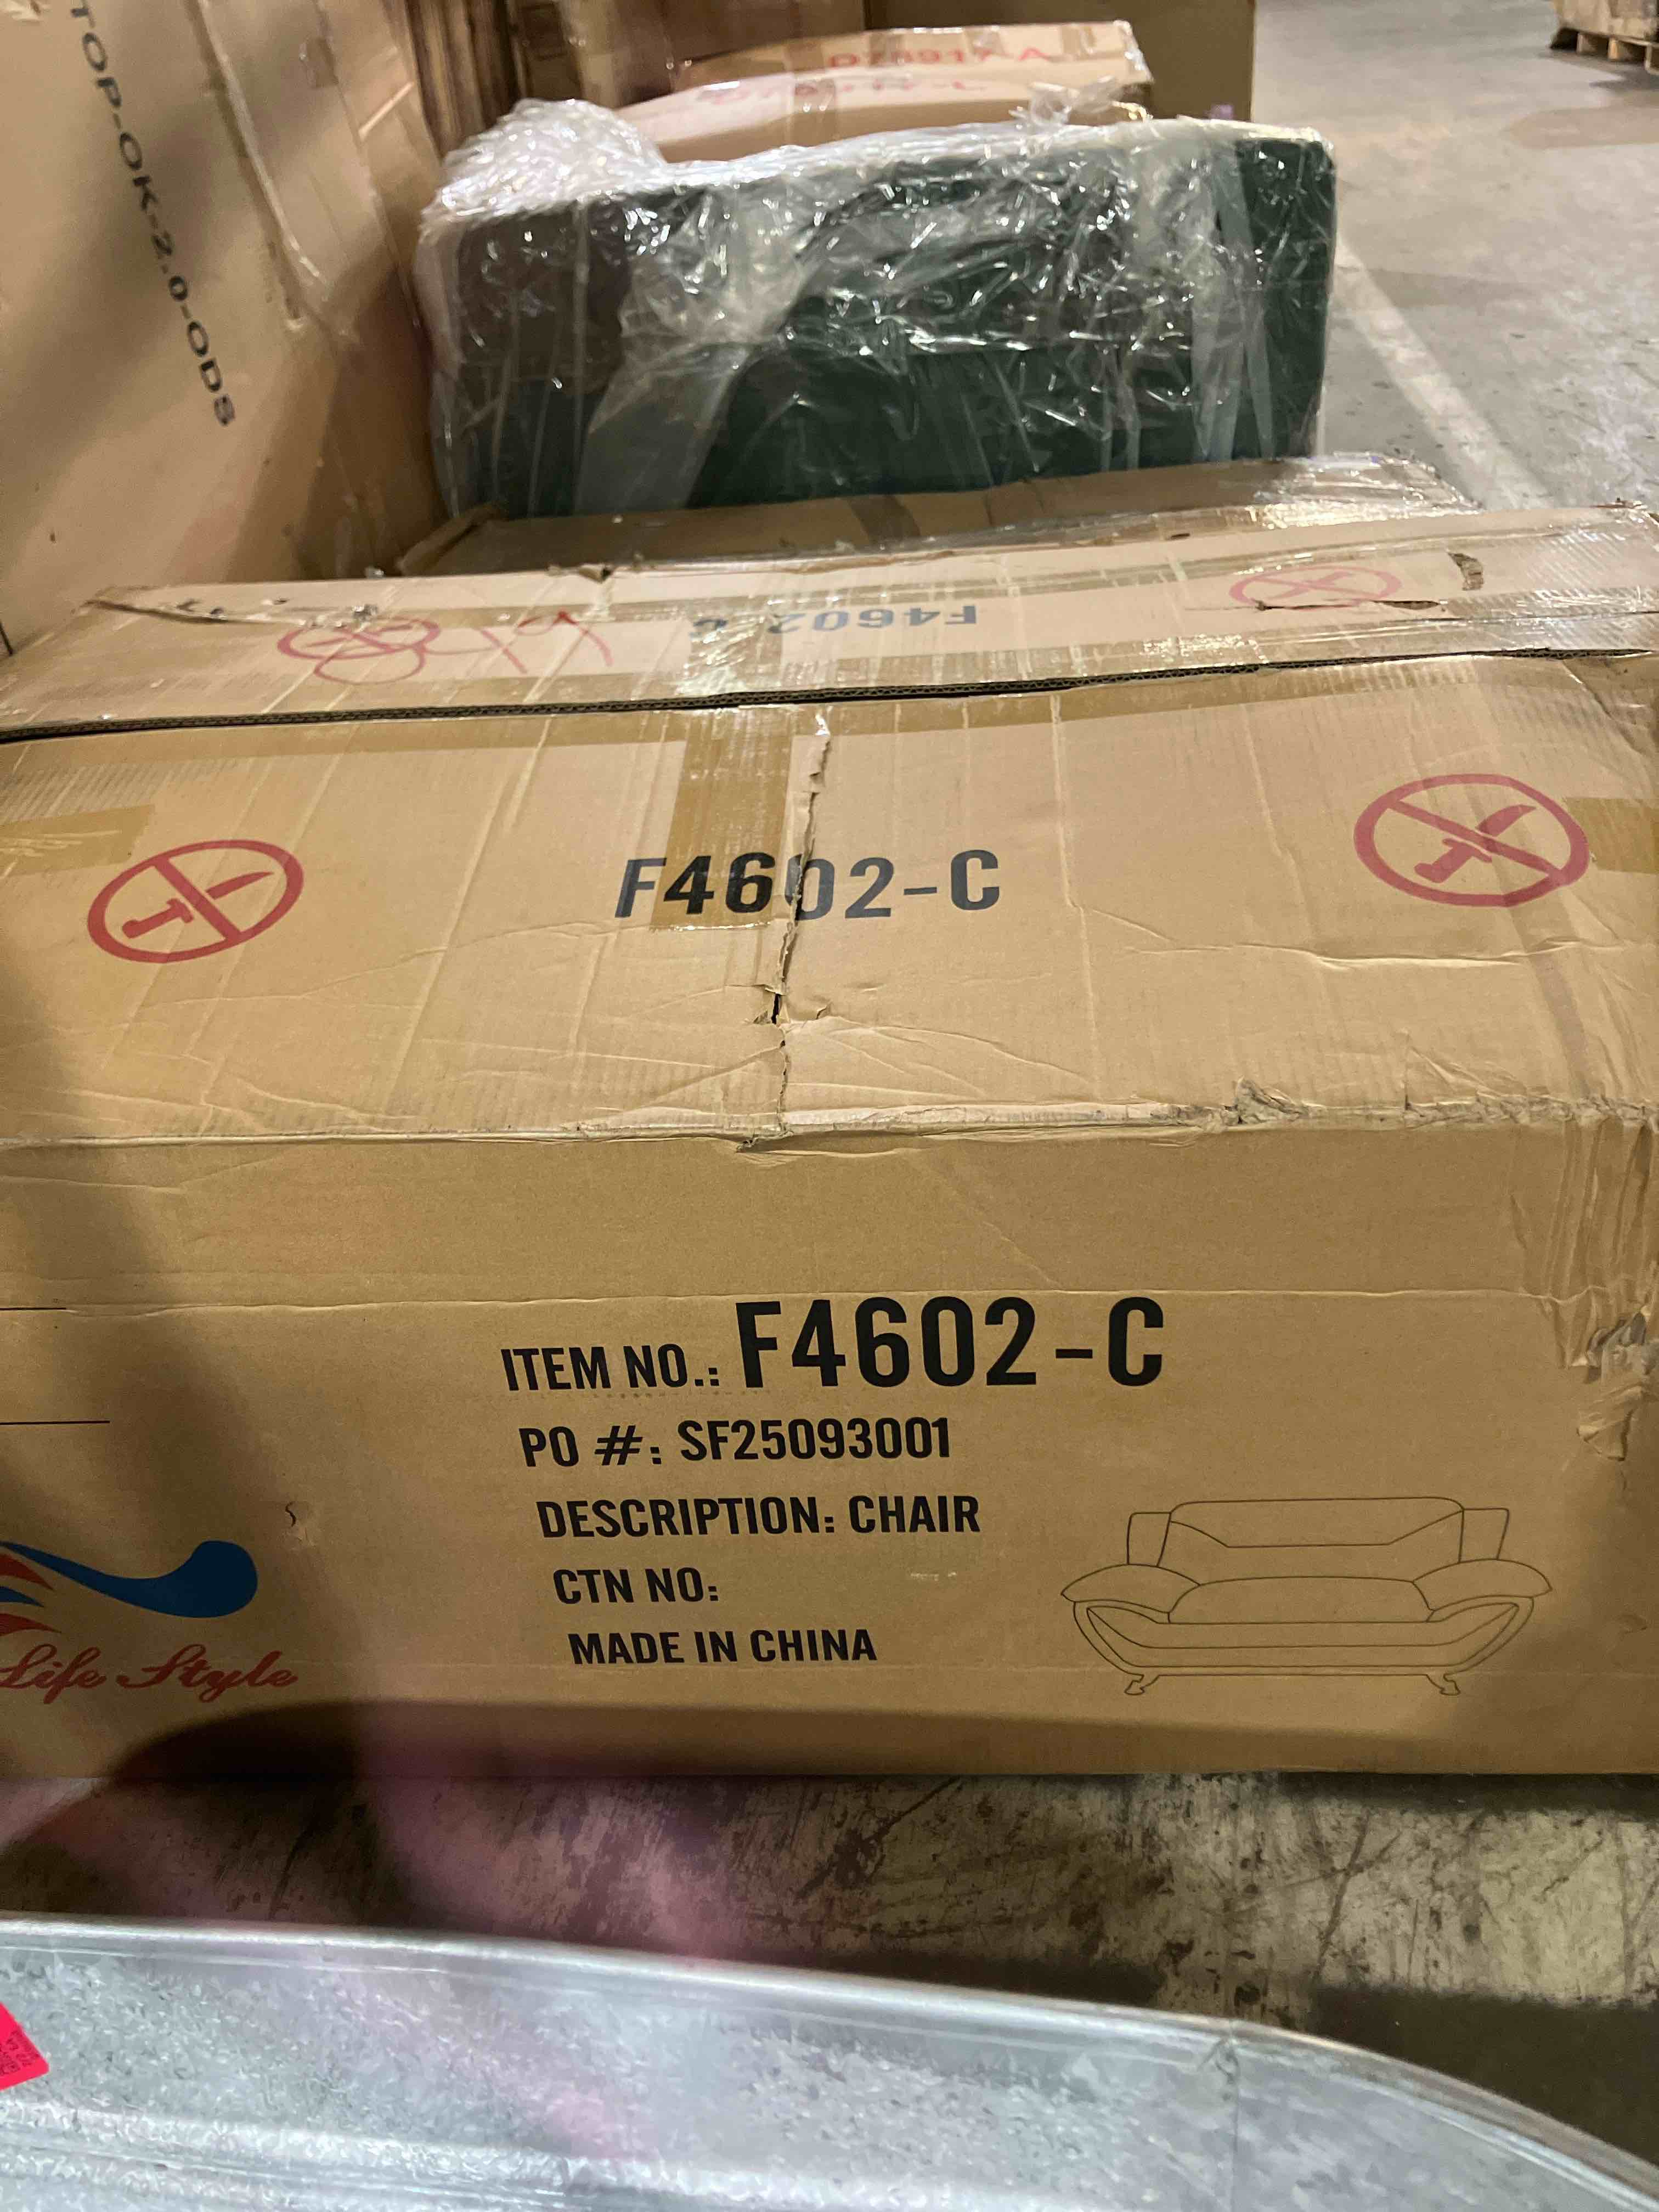 TOP-OK-2.0-ODS
F4602-C
F4602-C
ITEM NO.: F4602-C
PO #: SF25093001
DESCRIPTION: CHAIR
CTN NO:
MADE IN CHINA
Life Style